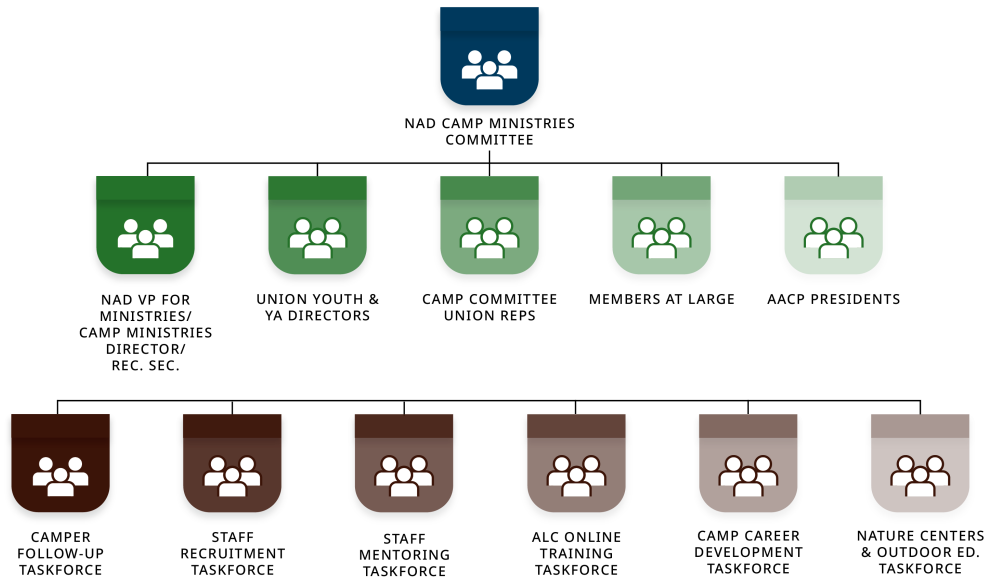 NAD CAMP MINISTRIES
COMMITTEE
NAD VP FOR
MINISTRIES/
CAMP MINISTRIES
DIRECTOR/
REC. SEC.
UNION YOUTH &
YA DIRECTORS
CAMP COMMITTEE
UNION REPS
MEMBERS AT LARGE
AACP PRESIDENTS
CAMPER
FOLLOW-UP
TASKFORCE
STAFF
RECRUITMENT
TASKFORCE
STAFF
MENTORING
TASKFORCE
ALC ONLINE
TRAINING
TASKFORCE
CAMP CAREER
DEVELOPMENT
TASKFORCE
NATURE CENTERS
& OUTDOOR ED.
TASKFORCE